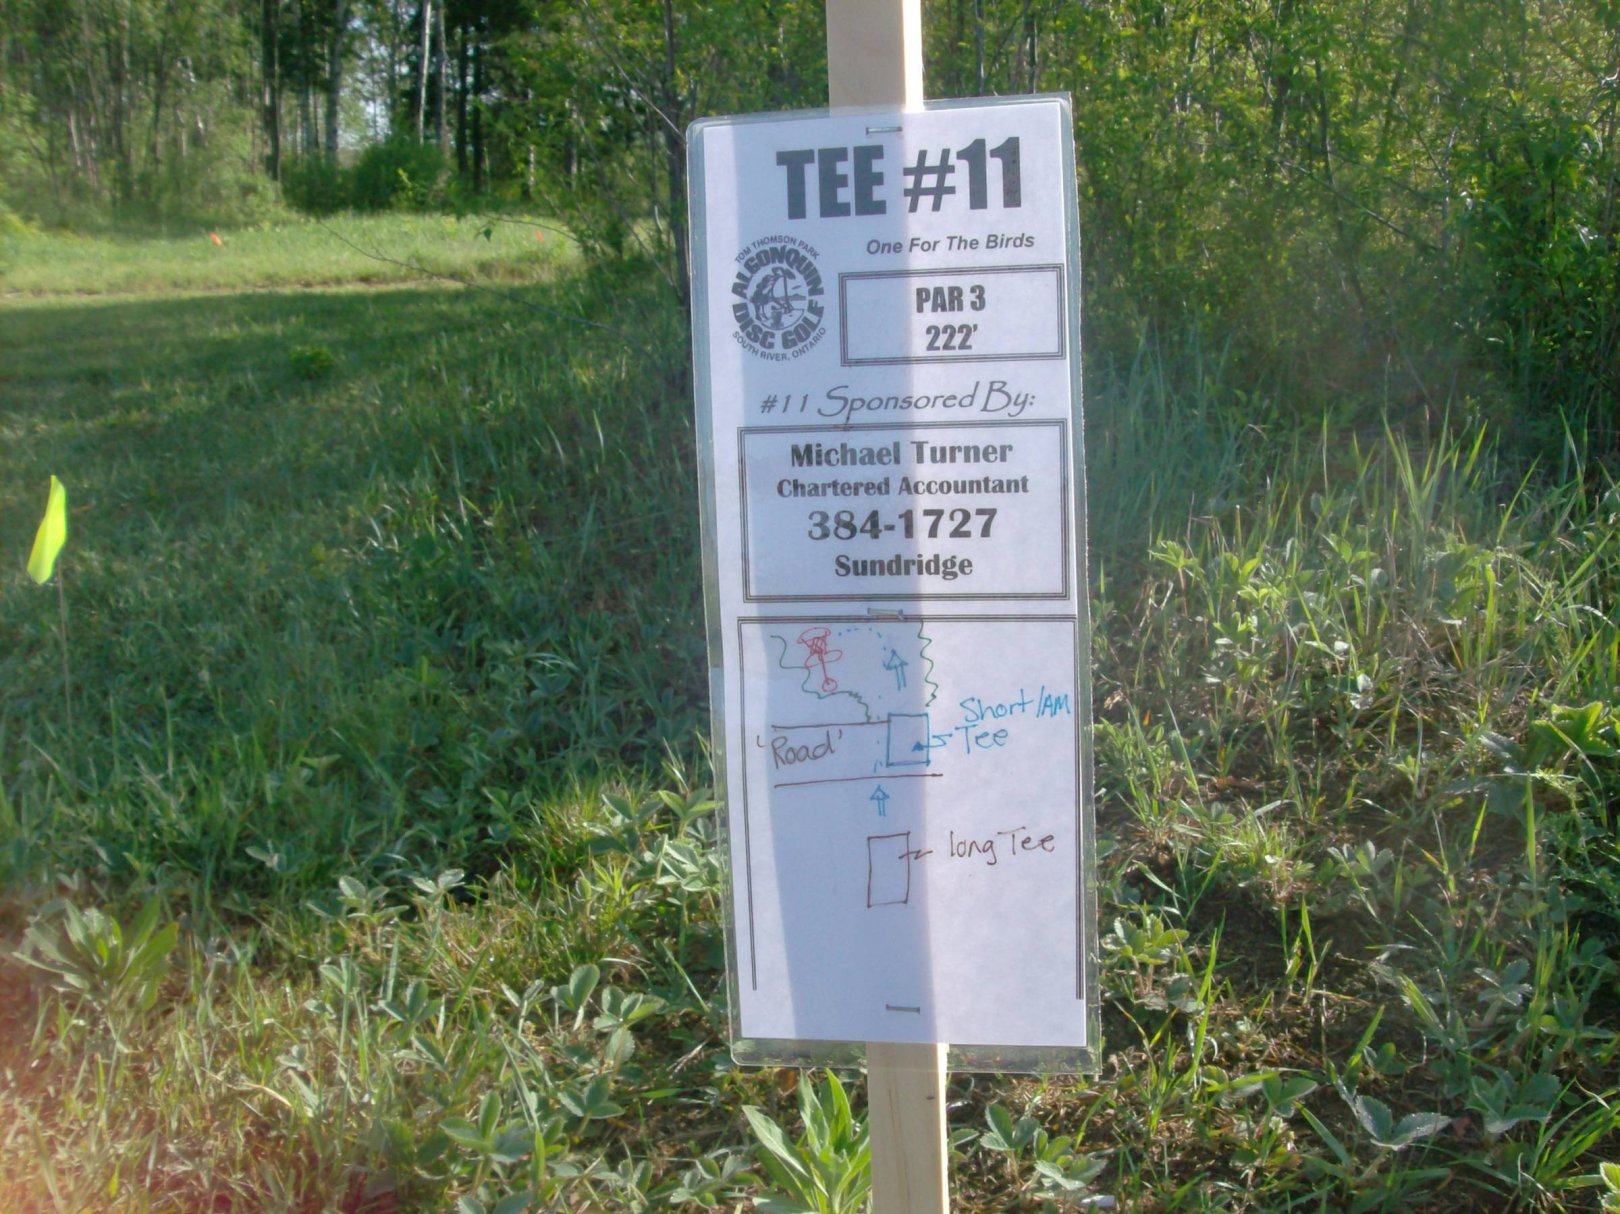 TEE #11
One For The Birds
TOM THOMSON PARK
ALGONQUIN
DISC GOLF
SOUTH RIVER, ONTARIO
PAR 3
222'
#11 Sponsored By:
Michael Turner
Chartered Accountant
384-1727
Sundridge
Short/AM
Tee
'Road'
long Tee